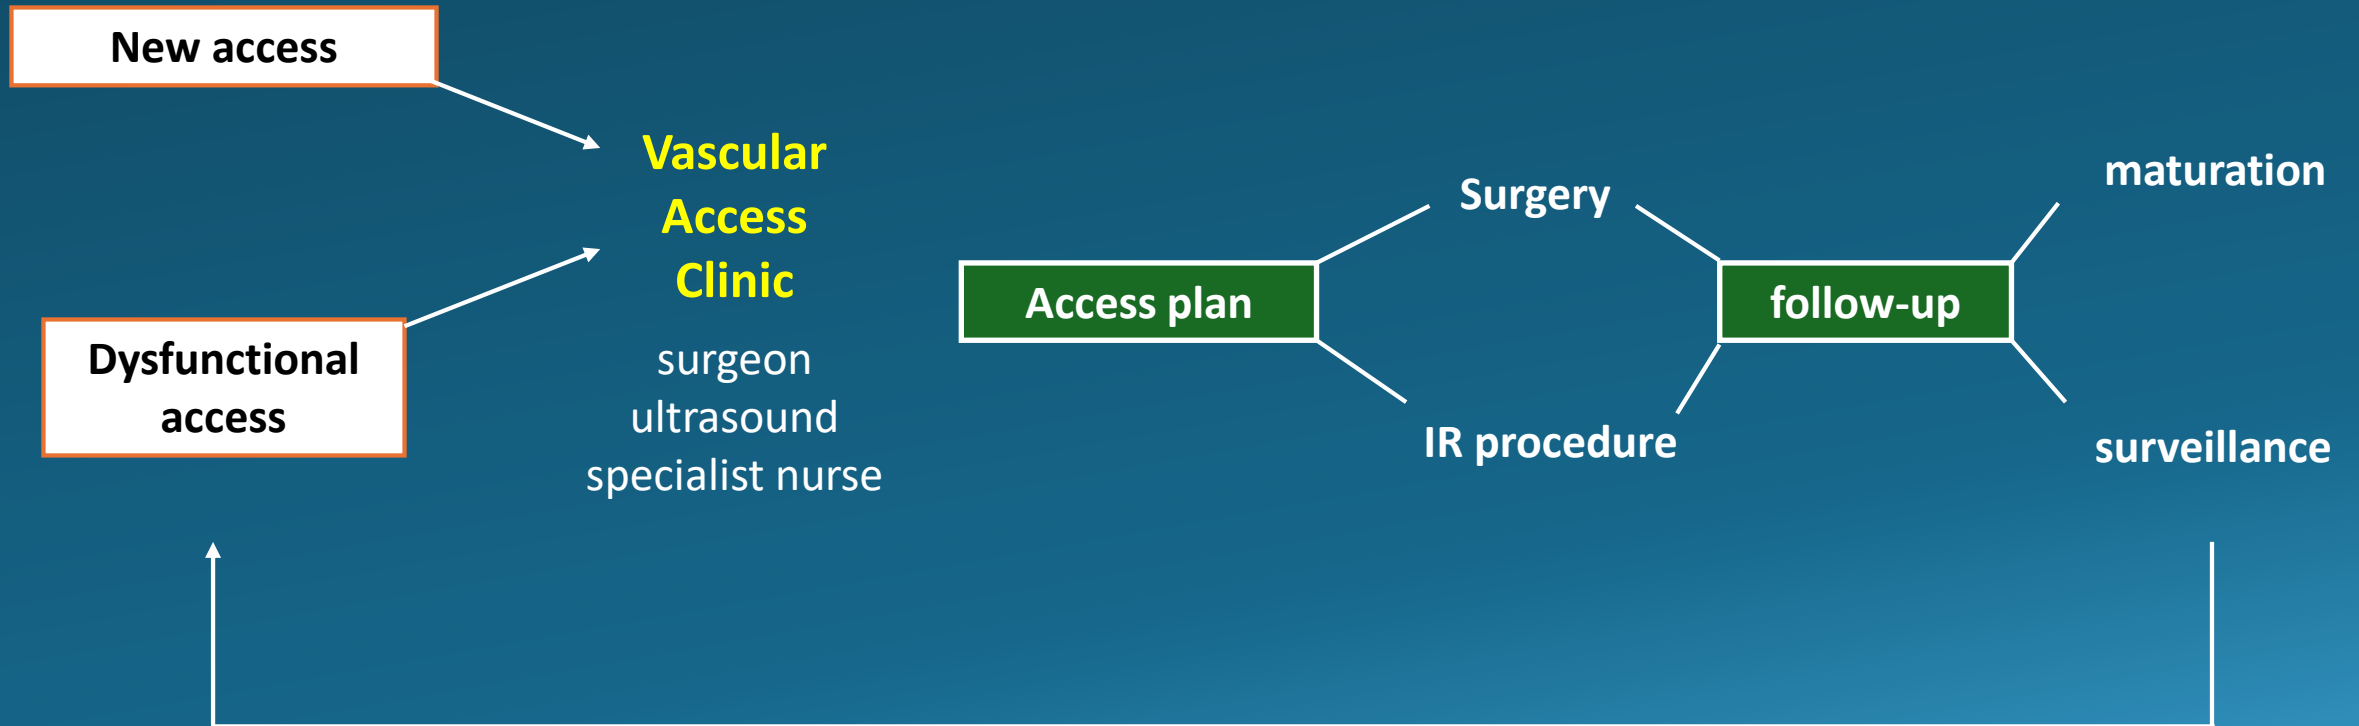 New access
Dysfunctional
access
Vascular
Access
Clinic
surgeon
ultrasound
specialist nurse
Access plan
Surgery
IR procedure
follow-up
maturation
surveillance